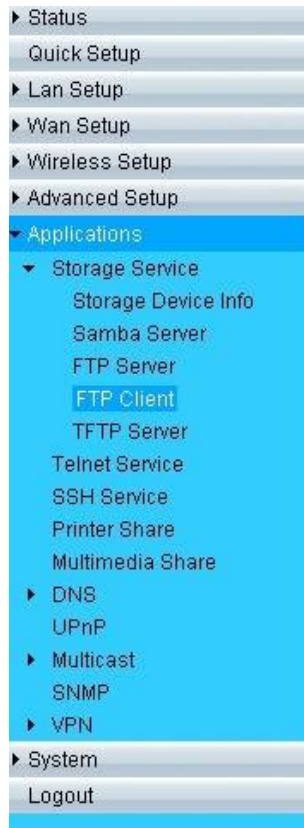 Status
Quick Setup
Lan Setup
Wan Setup
Wireless Setup
Advanced Setup
Applications
Storage Service
Storage Device Info
Samba Server
FTP Server
FTP Client
TFTP Server
Telnet Service
SSH Service
Printer Share
Multimedia Share
DNS
UPnP
Multicast
SNMP
VPN
System
Logout